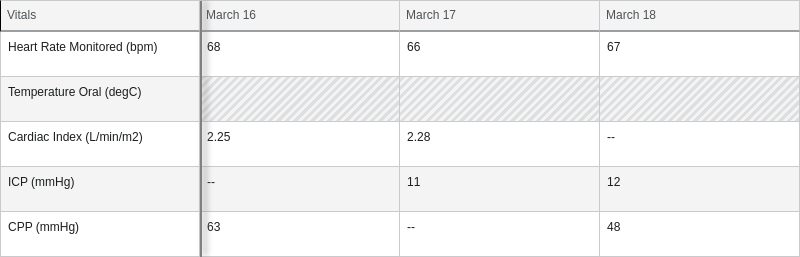 Vitals March 16 March 17 March 18
Heart Rate Monitored (bpm) 68 66 67
Temperature Oral (degC)
Cardiac Index (L/min/m2) 2.25 2.28 --
ICP (mmHg) -- 11 12
CPP (mmHg) 63 -- 48